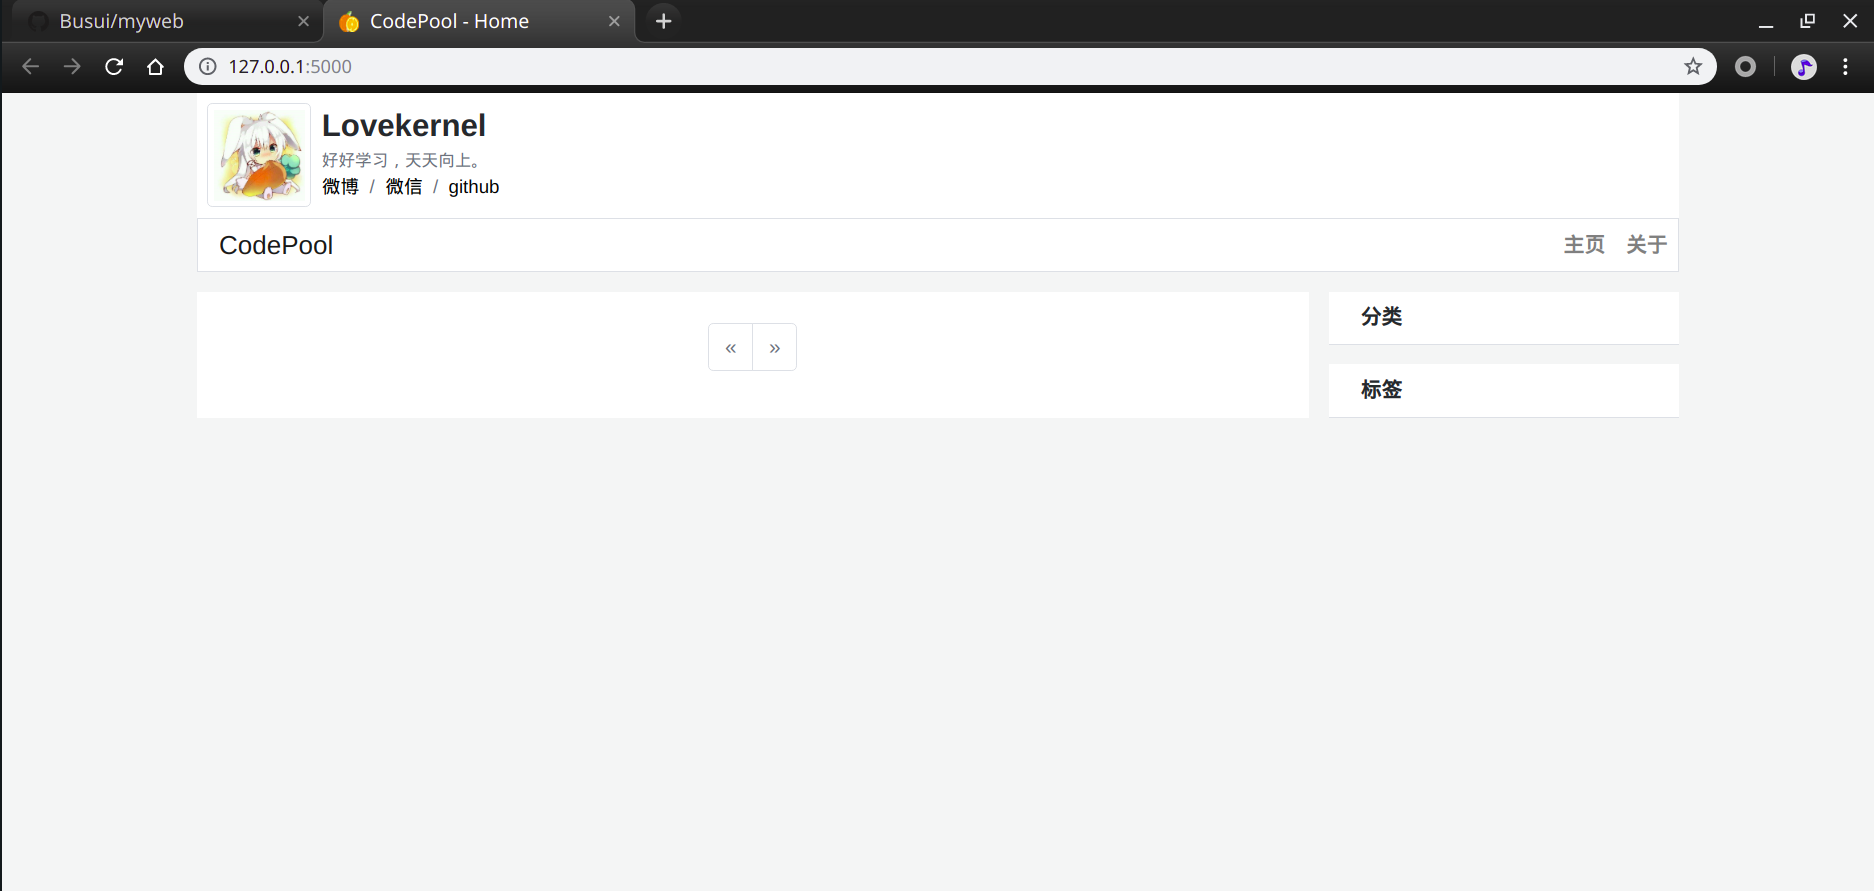 Busui/myweb
CodePool - Home
127.0.0.1:5000
Lovekernel
好好学习，天天向上。
微博 / 微信 / github
CodePool
主页 关于
« »
分类
标签